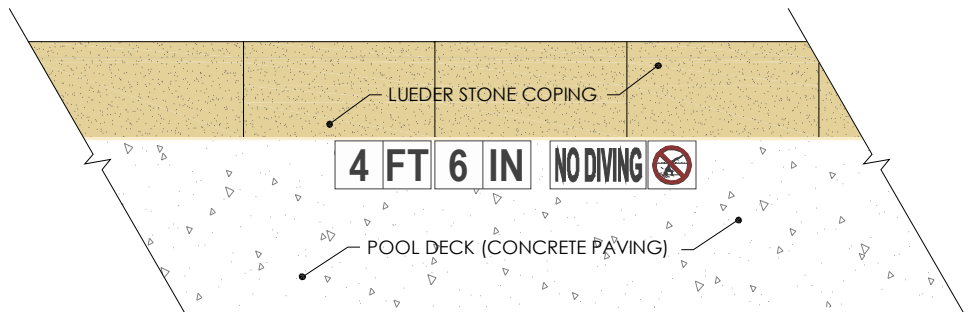 LUEDER STONE COPING
4 FT 6 IN NO DIVING
POOL DECK (CONCRETE PAVING)